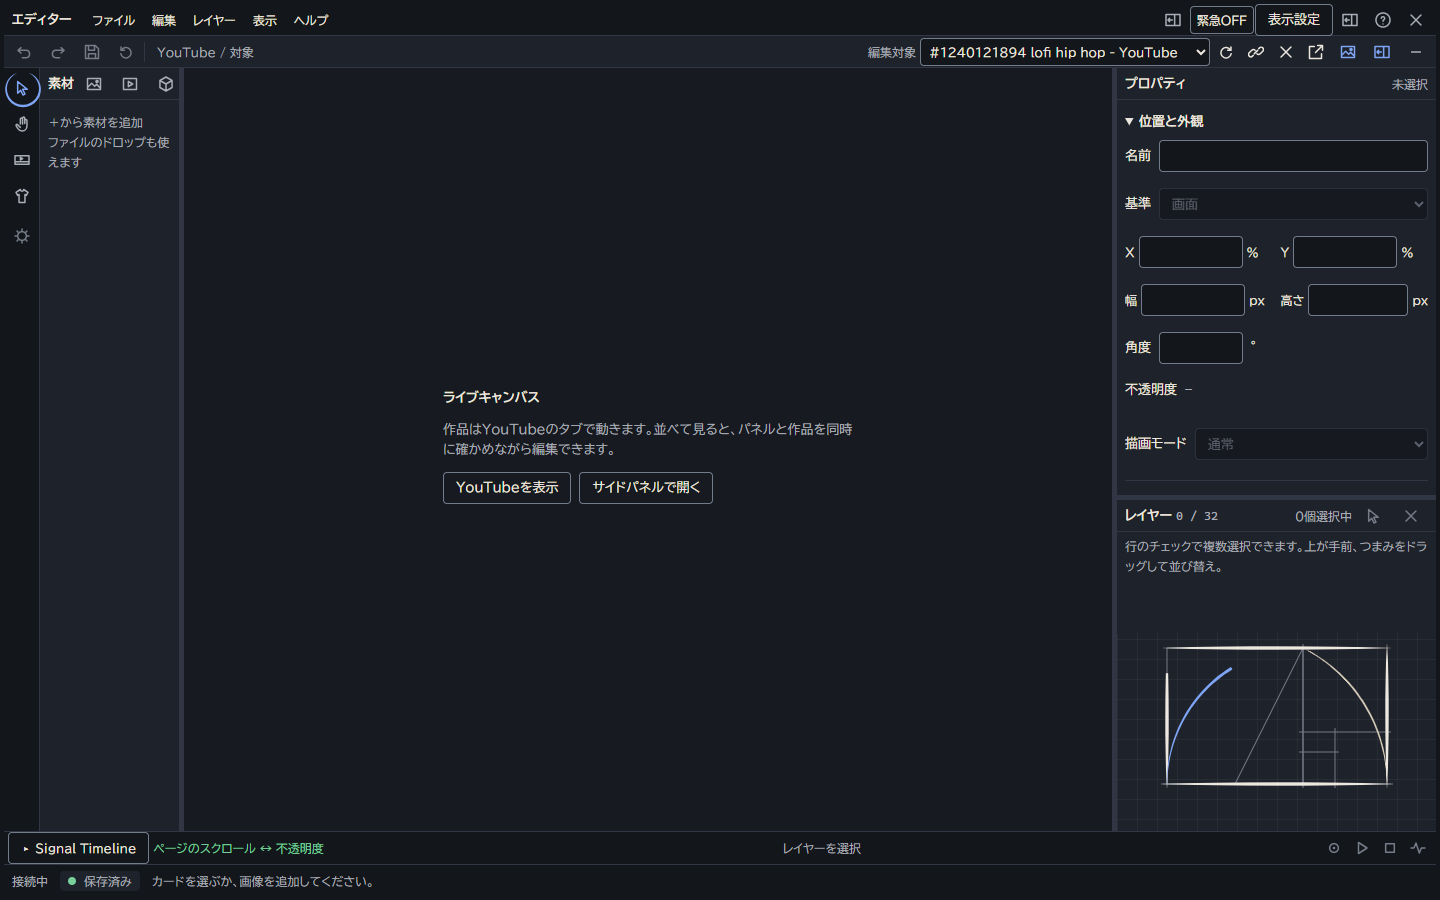 エディター ファイル 編集 レイヤー 表示 ヘルプ 緊急OFF 表示設定
YouTube / 対象 編集対象 #1240121894 lofi hip hop - YouTube
素材
＋から素材を追加
ファイルのドロップも使
えます
ライブキャンバス
作品はYouTubeのタブで動きます。並べて見ると、パネルと作品を同時
に確かめながら編集できます。
YouTubeを表示 サイドパネルで開く
プロパティ 未選択
▼ 位置と外観
名前
基準 画面
X % Y %
幅 px 高さ px
角度 °
不透明度 –
描画モード 通常
レイヤー 0 / 32 0個選択中
行のチェックで複数選択できます。上が手前、つまみをドラ
ッグして並び替え。
▸ Signal Timeline ページのスクロール ↔ 不透明度 レイヤーを選択
接続中 保存済み カードを選ぶか、画像を追加してください。